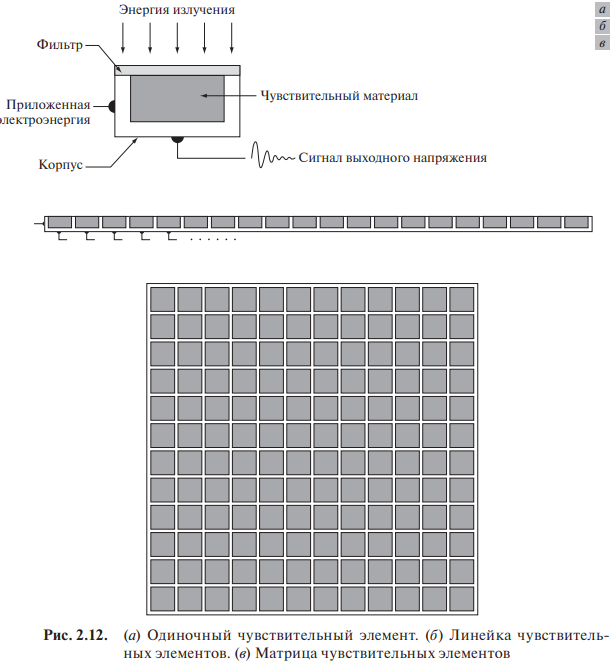 Энергия излучения
а
б
в
Фильтр
Приложенная
электроэнергия
Чувствительный материал
Корпус
Сигнал выходного напряжения
Рис. 2.12. (а) Одиночный чувствительный элемент. (б) Линейка чувствитель-
ных элементов. (в) Матрица чувствительных элементов